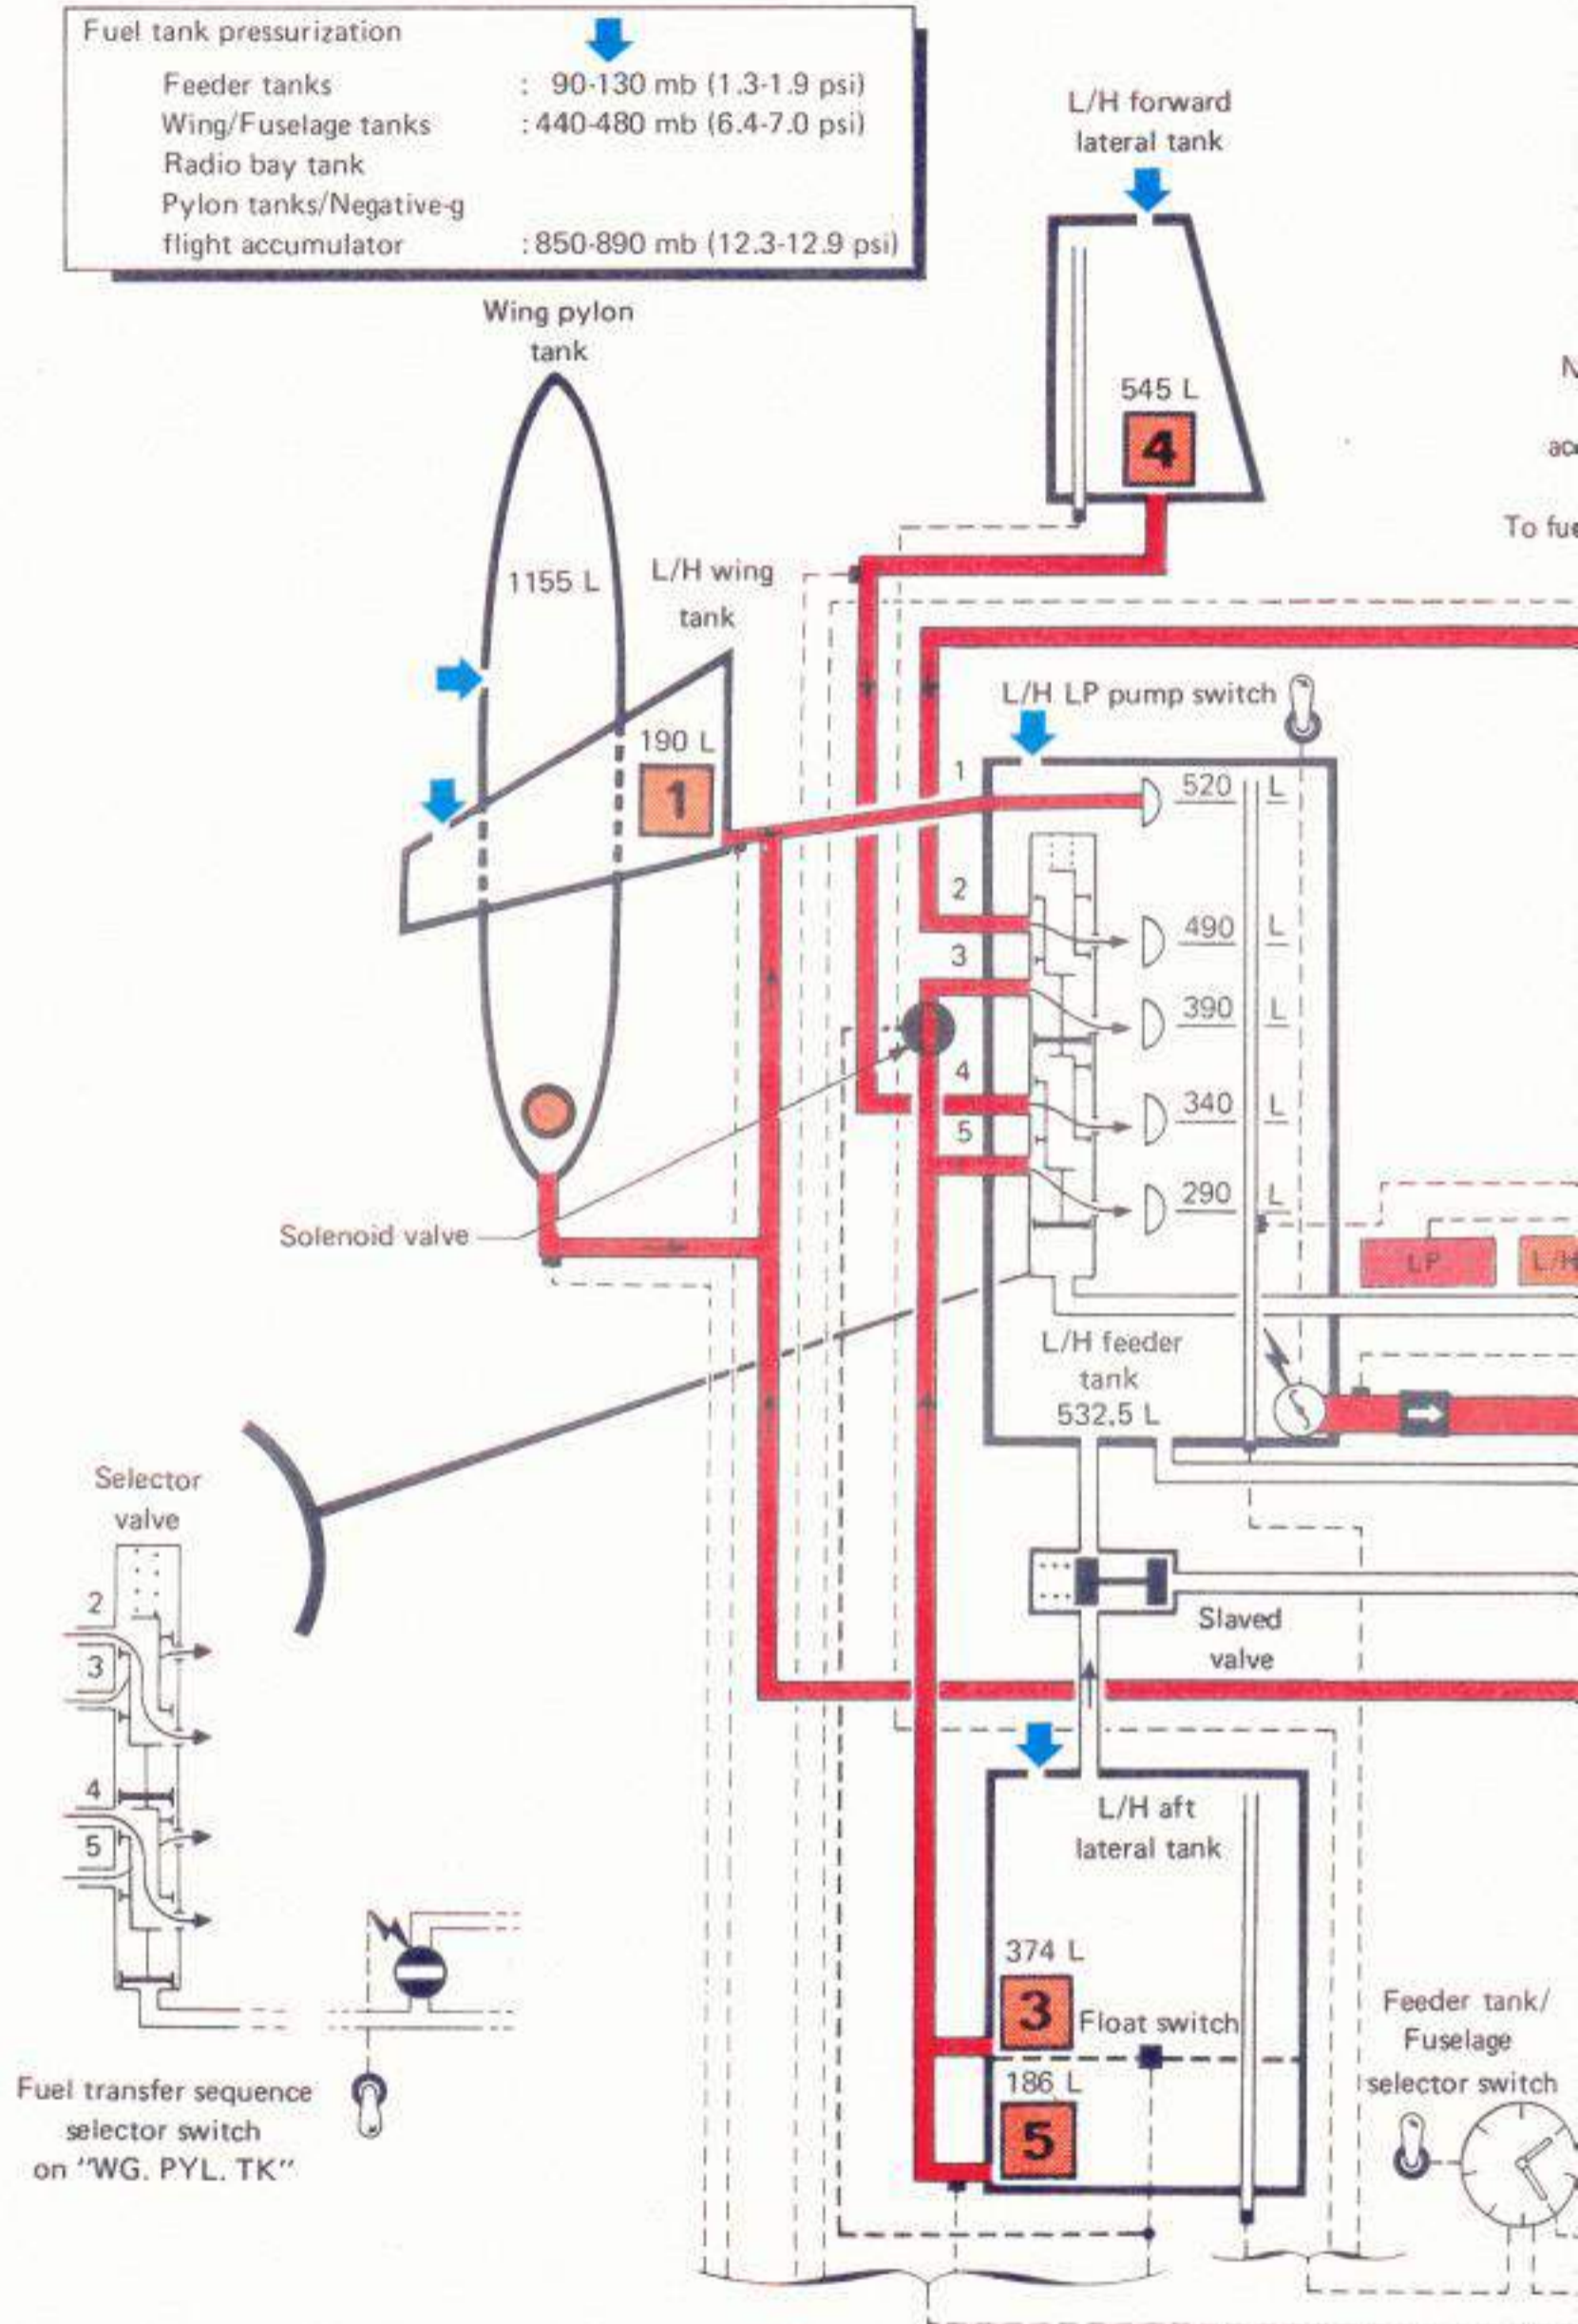 Fuel tank pressurization
Feeder tanks : 90-130 mb (1.3-1.9 psi)
Wing/Fuselage tanks : 440-480 mb (6.4-7.0 psi)
Radio bay tank
Pylon tanks/Negative-g
flight accumulator : 850-890 mb (12.3-12.9 psi)
L/H forward
lateral tank
545 L
4
Wing pylon
tank
1155 L
L/H wing
tank
190 L
1
To
L/H LP pump switch
1
520 L
2
490 L
3
390 L
4
340 L
5
290 L
Solenoid valve
LP
L/H
L/H feeder
tank
532.5 L
Selector
valve
2
3
4
5
Slaved
valve
L/H aft
lateral tank
374 L
3
Float switch
186 L
5
Feeder tank/
Fuselage
selector switch
Fuel transfer sequence
selector switch
on "WG. PYL. TK"